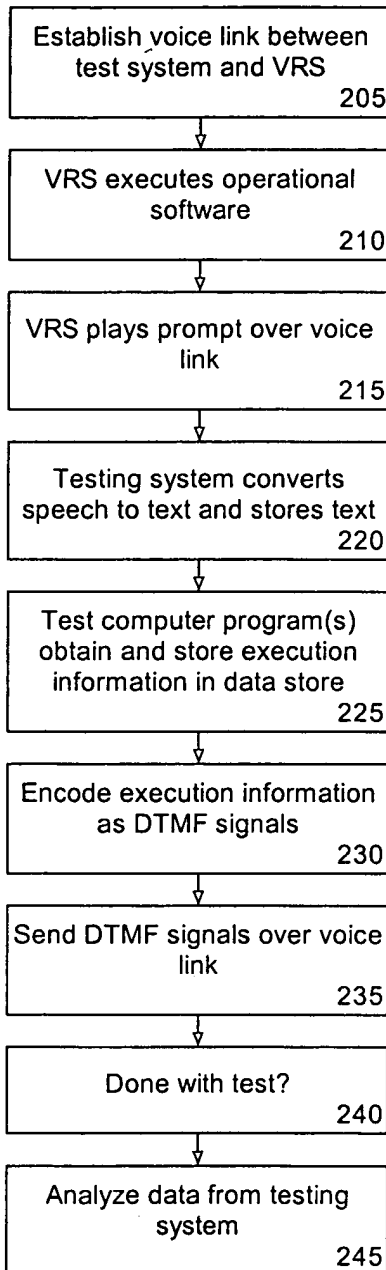 Establish voice link between
test system and VRS
205
VRS executes operational
software
210
VRS plays prompt over voice
link
215
Testing system converts
speech to text and stores text
220
Test computer program(s)
obtain and store execution
information in data store
225
Encode execution information
as DTMF signals
230
Send DTMF signals over voice
link
235
Done with test?
240
Analyze data from testing
system
245